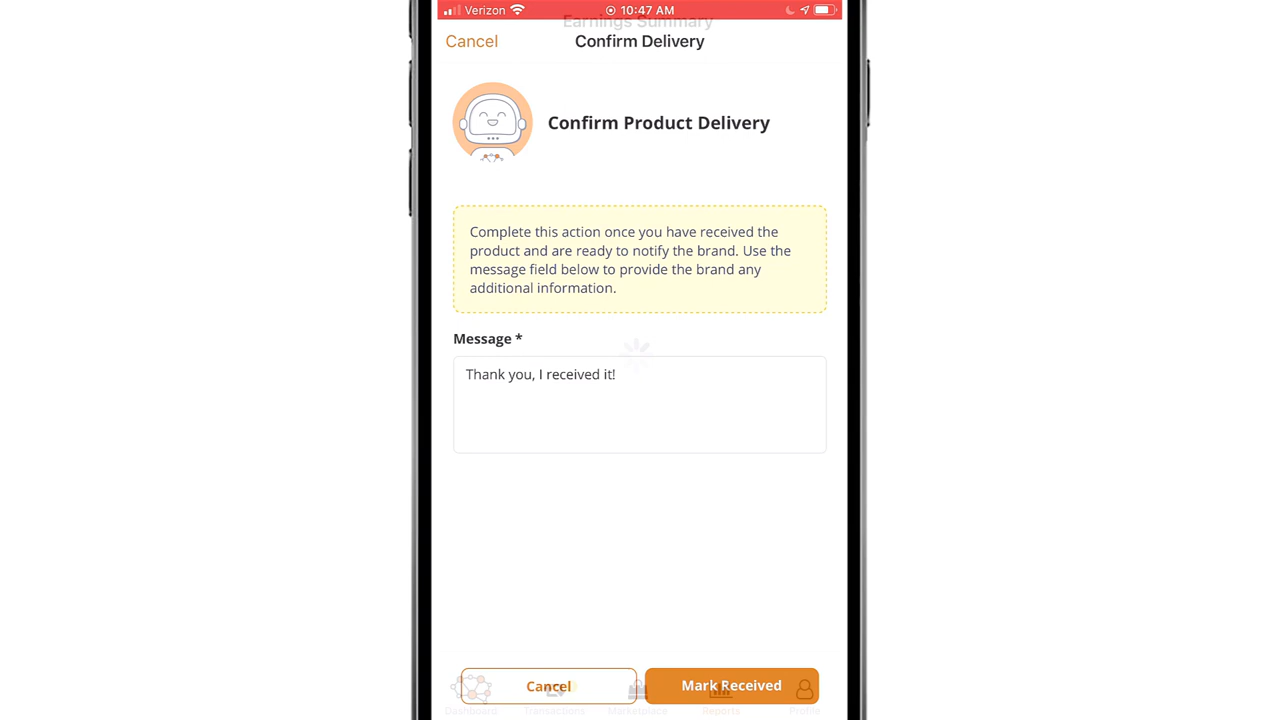 Verizon 10:47 AM
Earnings Summary
Cancel Confirm Delivery
Confirm Product Delivery
Complete this action once you have received the
product and are ready to notify the brand. Use the
message field below to provide the brand any
additional information.
Message *
Thank you, I received it!
Cancel Mark Received
Dashboard Transactions Marketplace Reports Profile